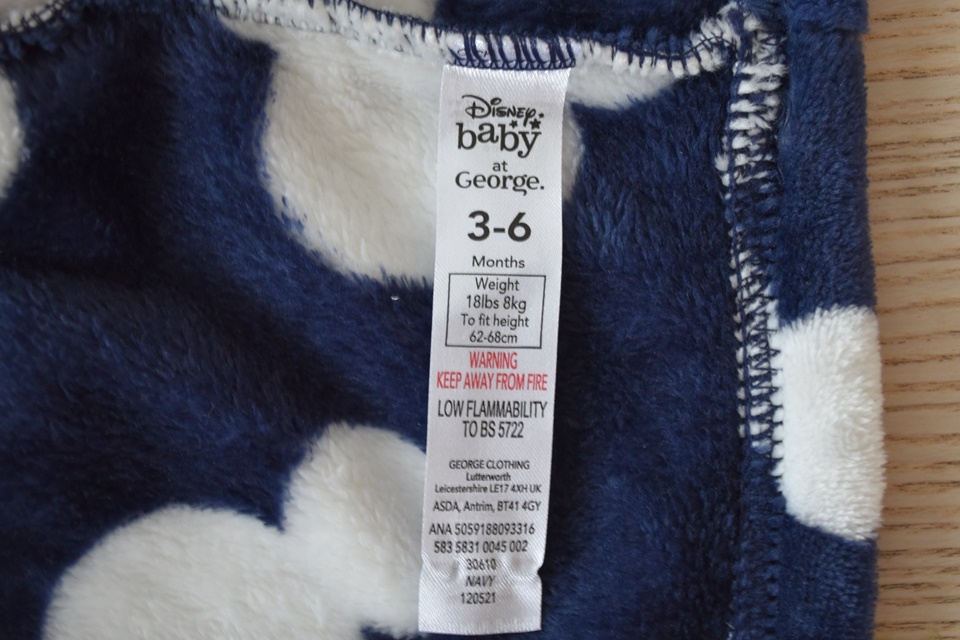 Disney
baby
at
George.
3-6
Months
Weight
18lbs 8kg
To fit height
62-68cm
WARNING
KEEP AWAY FROM FIRE
LOW FLAMMABILITY
TO BS 5722
GEORGE CLOTHING
Lutterworth
Leicestershire LE17 4XH UK
ASDA, Antrim, BT41 4GY
ANA 5059188093316
583 5831 0045 002
30610
NAVY
120521